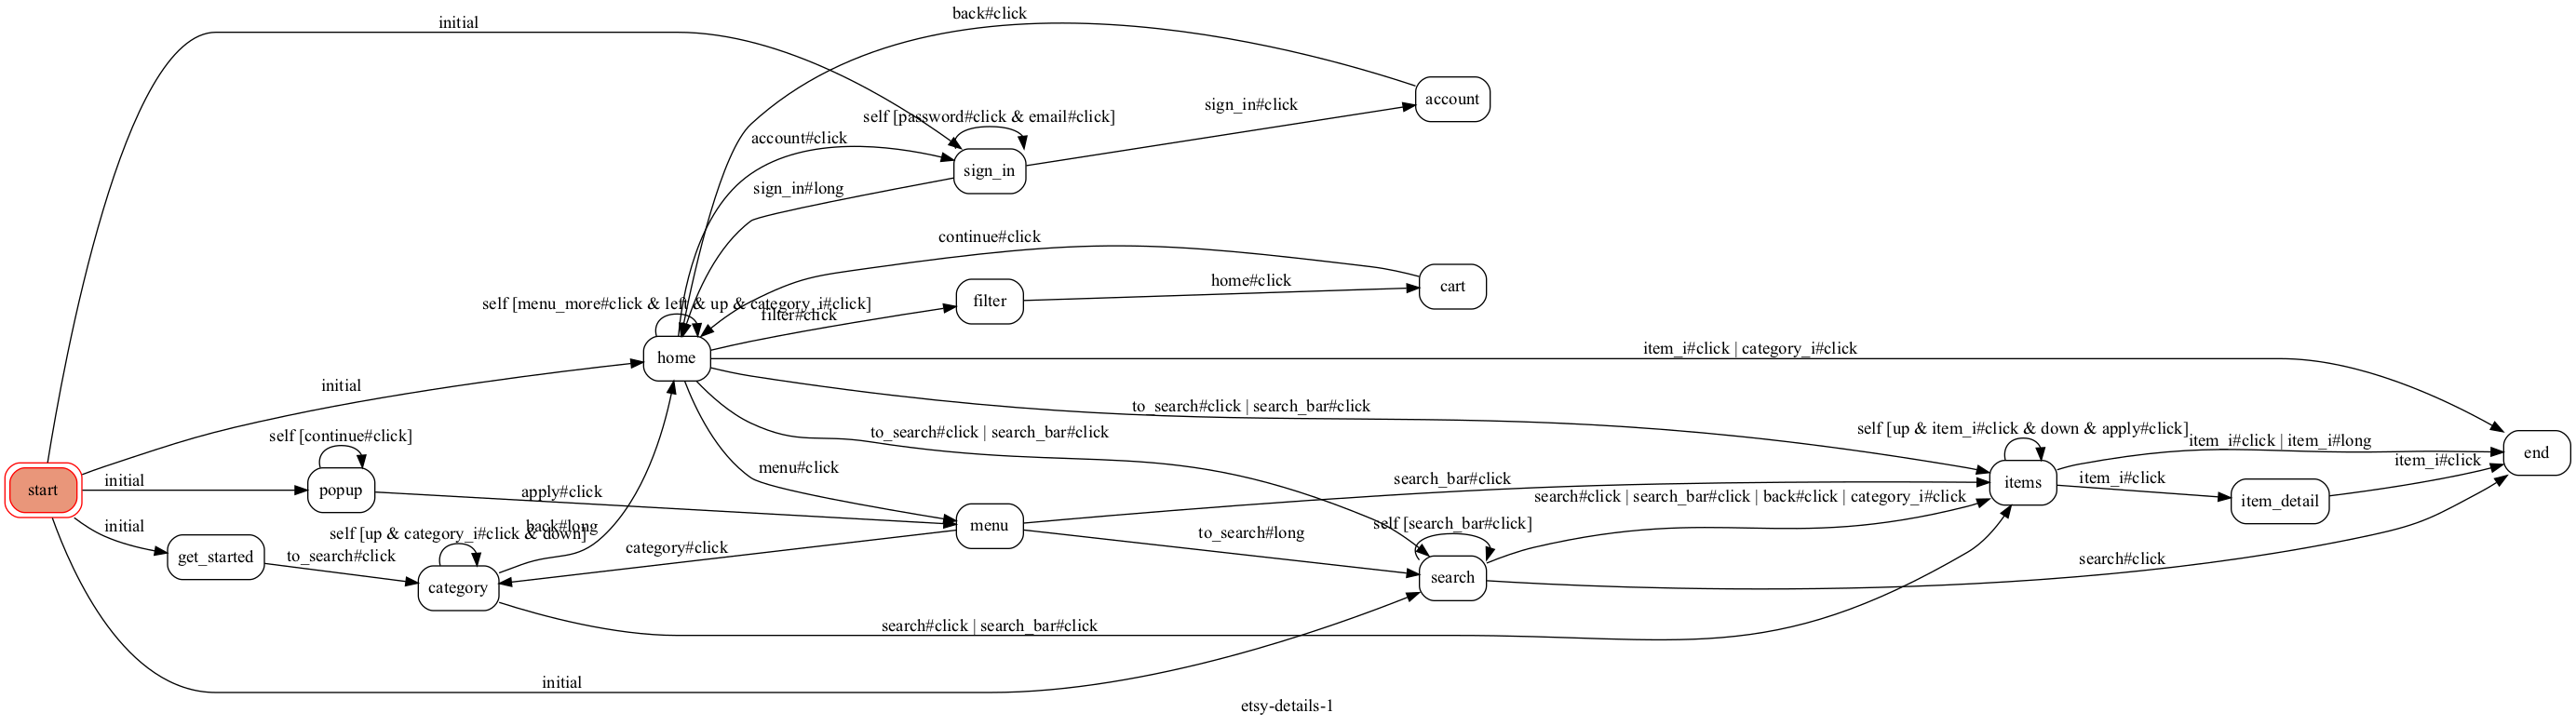 back#click
initial
account
sign_in#click
self [password#click & email#click]
account#click
sign_in
sign_in#long
continue#click
home#click
cart
filter
self [menu_more#click & left & up & category_i#click]
filter#click
home
item_i#click | category_i#click
initial
to_search#click | search_bar#click
to_search#click | search_bar#click
self [up & item_i#click & down & apply#click]
self [continue#click]
item_i#click | item_i#long
end
item_i#click
menu#click
search_bar#click
item_i#click
items
initial
start
popup
apply#click
search#click | search_bar#click | back#click | category_i#click
item_detail
initial
back#long
menu
self [search_bar#click]
self [up & category_i#click & down]
to_search#long
category#click
get_started
to_search#click
search#click
search
category
search#click | search_bar#click
initial
etsy-details-1